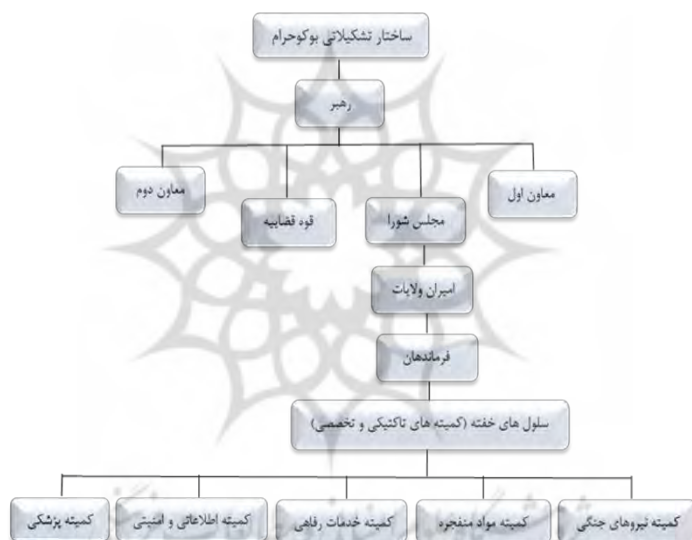 ساختار تشکیلاتی بوکوحرام
رهبر
معاون اول
مجلس شورا
قوه قضاییه
معاون دوم
امیران ولایات
فرماندهان
سلول های خفته (کمیته های تاکتیکی و تخصصی)
کمیته نیروهای جنگی
کمیته مواد منفجره
کمیته خدمات رفاهی
کمیته اطلاعاتی و امنیتی
کمیته پزشکی